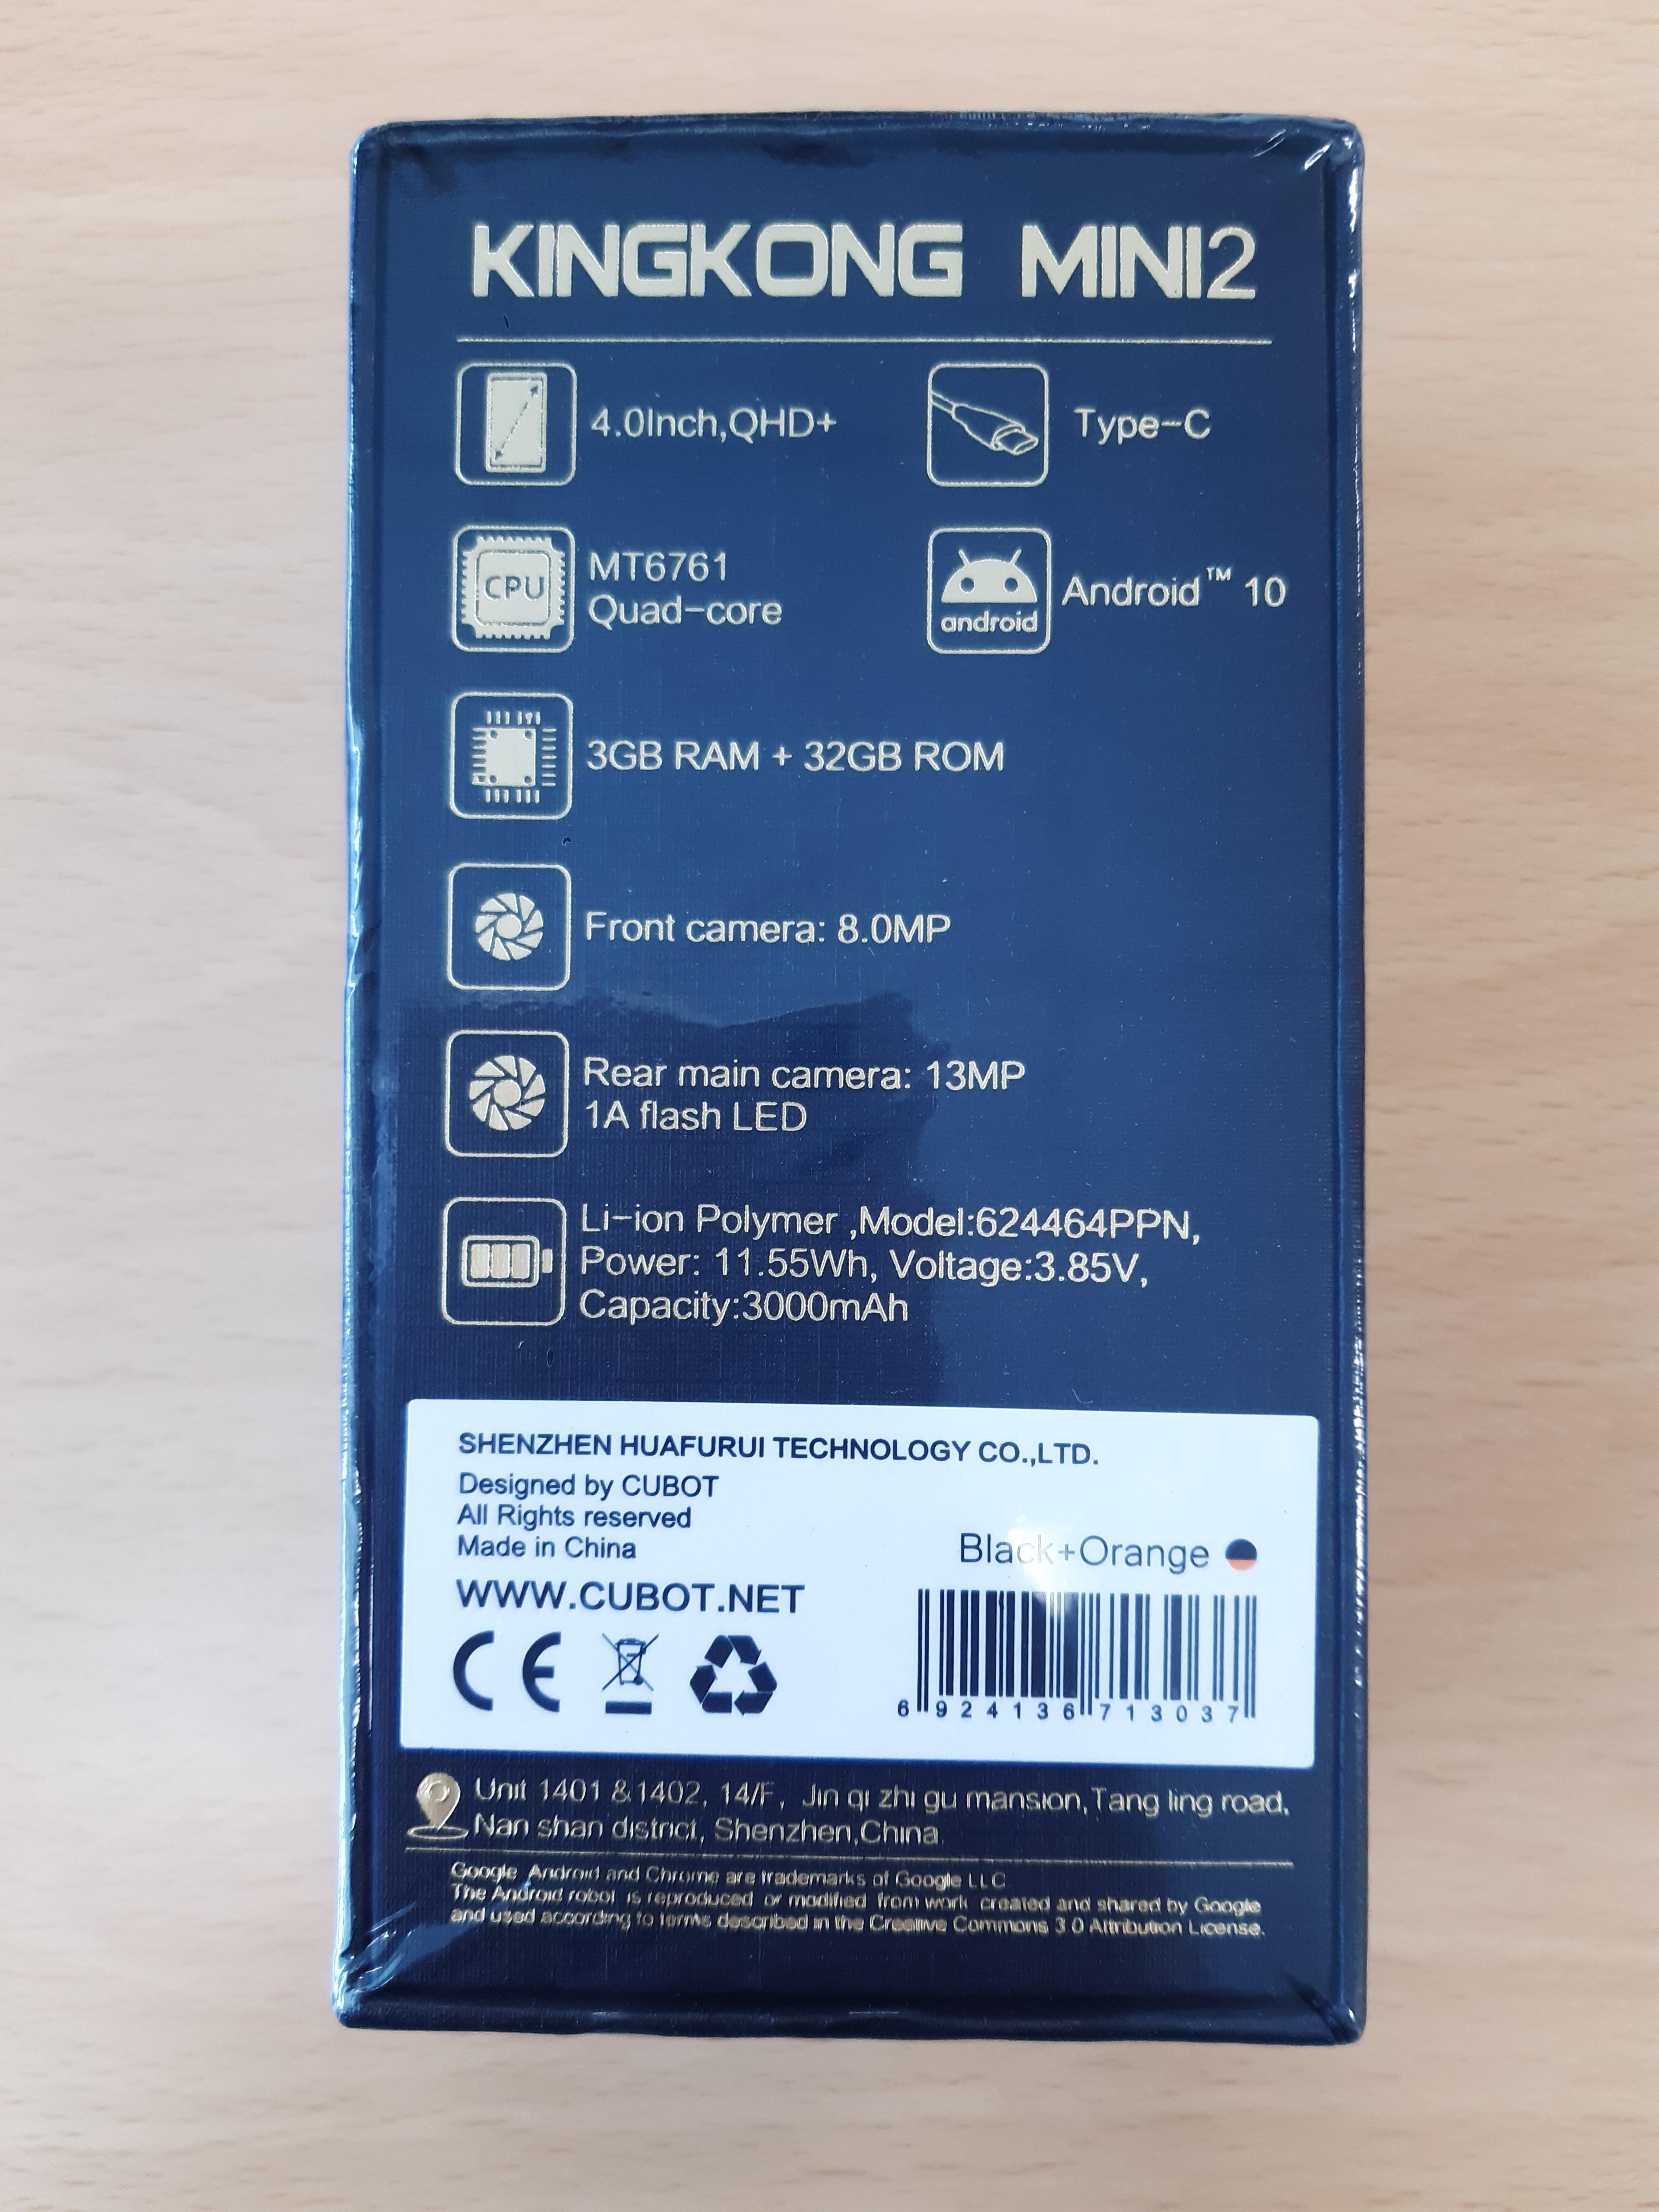 KINGKONG MINI2
4.0Inch,QHD+
Type-C
CPU
MT6761
Quad-core
android
Android™ 10
3GB RAM + 32GB ROM
Front camera: 8.0MP
Rear main camera: 13MP
1A flash LED
Li-ion Polymer ,Model:624464PPN,
Power: 11.55Wh, Voltage:3.85V,
Capacity:3000mAh
SHENZHEN HUAFURUI TECHNOLOGY CO.,LTD.
Designed by CUBOT
All Rights reserved
Made in China
Black+Orange
WWW.CUBOT.NET
CE
6 924136 713037
Unit 1401 &1402, 14/F, Jin qi zhi gu mansion,Tang ling road,
Nan shan district, Shenzhen,China.
Google, Android and Chrome are trademarks of Google LLC.
The Android robot is reproduced or modified from work created and shared by Google
and used according to terms described in the Creative Commons 3.0 Attribution License.